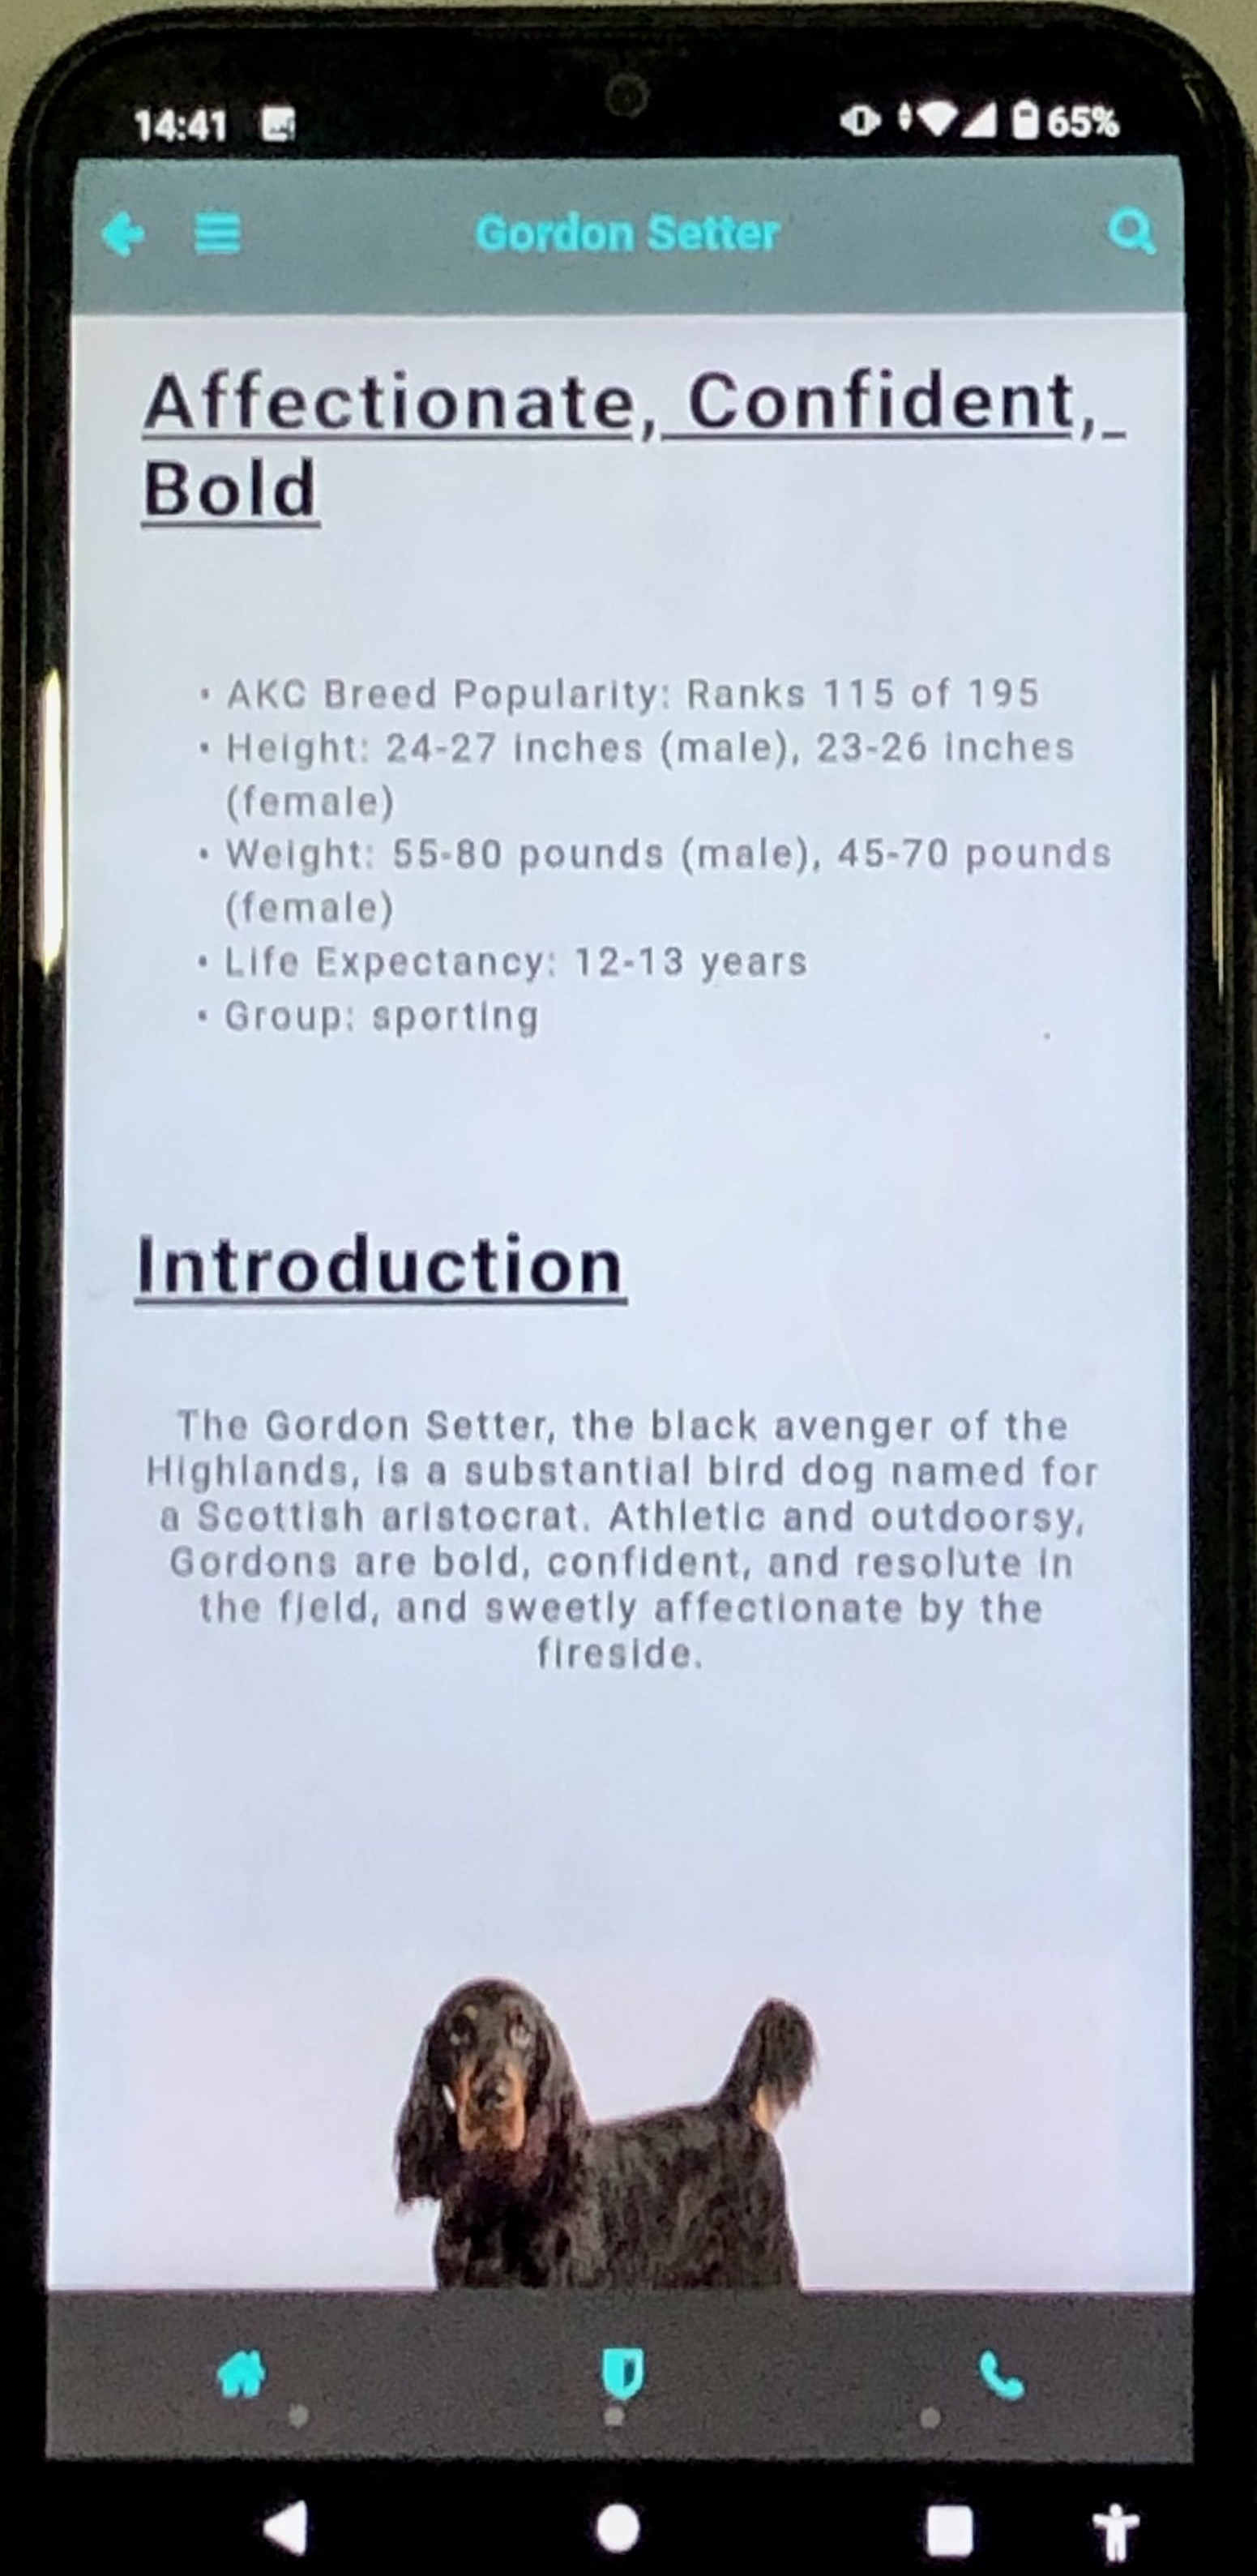 14:41
65%
Gordon Setter
Affectionate, Confident,
Bold
• AKC Breed Popularity: Ranks 115 of 195
• Height: 24-27 inches (male), 23-26 inches
(female)
• Weight: 55-80 pounds (male), 45-70 pounds
(female)
• Life Expectancy: 12-13 years
• Group: sporting
Introduction
The Gordon Setter, the black avenger of the
Highlands, is a substantial bird dog named for
a Scottish aristocrat. Athletic and outdoorsy,
Gordons are bold, confident, and resolute in
the field, and sweetly affectionate by the
fireside.